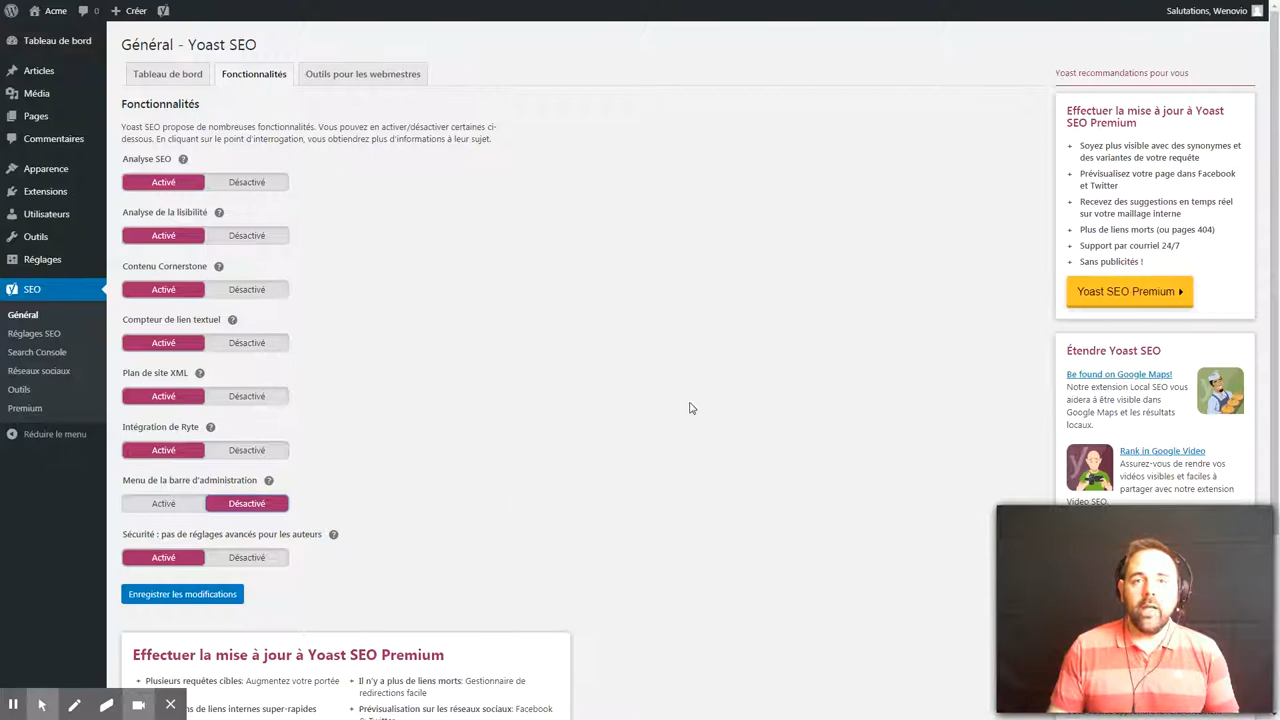 Acme
0
Créer
Salutations, Wenovio
Tableau de bord
Articles
Média
Pages
Commentaires
Apparence
Extensions
Utilisateurs
Outils
Réglages
SEO
Général
Réglages SEO
Search Console
Réseaux sociaux
Outils
Premium
Réduire le menu
Général - Yoast SEO
Tableau de bord
Fonctionnalités
Outils pour les webmestres
Fonctionnalités
Yoast SEO propose de nombreuses fonctionnalités. Vous pouvez en activer/désactiver certaines ci-
dessous. En cliquant sur le point d'interrogation, vous obtiendrez plus d'informations à leur sujet.
Analyse SEO
Activé Désactivé
Analyse de la lisibilité
Activé Désactivé
Contenu Cornerstone
Activé Désactivé
Compteur de lien textuel
Activé Désactivé
Plan de site XML
Activé Désactivé
Intégration de Ryte
Activé Désactivé
Menu de la barre d'administration
Activé Désactivé
Sécurité : pas de réglages avancés pour les auteurs
Activé Désactivé
Enregistrer les modifications
Effectuer la mise à jour à Yoast SEO Premium
+ Plusieurs requêtes cibles: Augmentez votre portée
ns de liens internes super-rapides
+ Il n'y a plus de liens morts: Gestionnaire de
redirections facile
Prévisualisation sur les réseaux sociaux: Facebook
& Twitter
Yoast recommandations pour vous
Effectuer la mise à jour à Yoast
SEO Premium
+ Soyez plus visible avec des synonymes et
des variantes de votre requête
+ Prévisualisez votre page dans Facebook
et Twitter
+ Recevez des suggestions en temps réel
sur votre maillage interne
+ Plus de liens morts (ou pages 404)
+ Support par courriel 24/7
+ Sans publicités !
Yoast SEO Premium
Étendre Yoast SEO
Be found on Google Maps!
Notre extension Local SEO vous
aidera à être visible dans
Google Maps et les résultats
locaux.
Rank in Google Video
Assurez-vous de rendre vos
vidéos visibles et faciles à
partager avec notre extension
Video SEO.